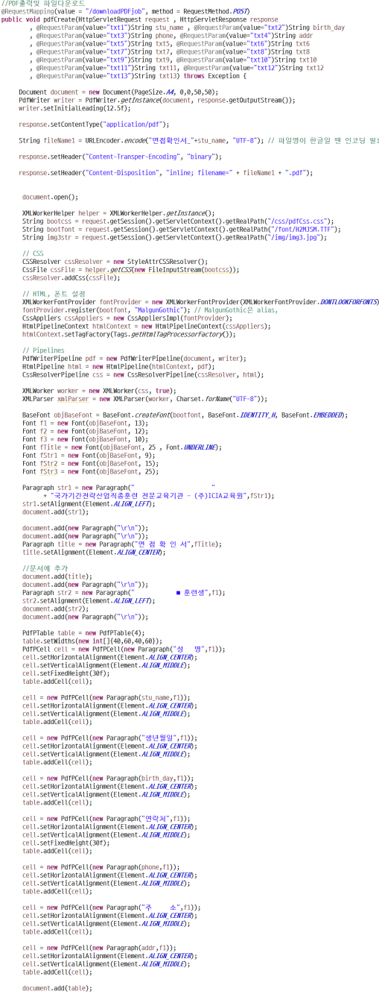 //PDF출력및 파일다운로드
@RequestMapping(value = "/downloadPDFjob", method = RequestMethod.POST)
public void pdfCreate(HttpServletRequest request , HttpServletResponse response
, @RequestParam(value="txt1")String stu_name , @RequestParam(value="txt2")String birth_day
, @RequestParam(value="txt3")String phone, @RequestParam(value="txt4")String addr
, @RequestParam(value="txt5")String txt5, @RequestParam(value="txt6")String txt6
, @RequestParam(value="txt7")String txt7, @RequestParam(value="txt8")String txt8
, @RequestParam(value="txt9")String txt9, @RequestParam(value="txt10")String txt10
, @RequestParam(value="txt11")String txt11, @RequestParam(value="txt12")String txt12
, @RequestParam(value="txt13")String txt13) throws Exception {
Document document = new Document(PageSize.A4, 0,0,50,50);
PdfWriter writer = PdfWriter.getInstance(document, response.getOutputStream());
writer.setInitialLeading(12.5f);
response.setContentType("application/pdf");
String fileName1 = URLEncoder.encode("면접확인서_"+stu_name, "UTF-8"); // 파일명이 한글일 땐 인코딩 필요
response.setHeader("Content-Transper-Encoding", "binary");
response.setHeader("Content-Disposition", "inline; filename=" + fileName1 + ".pdf");
document.open();
XMLWorkerHelper helper = XMLWorkerHelper.getInstance();
String bootcss = request.getSession().getServletContext().getRealPath("/css/pdfCss.css");
String bootfont = request.getSession().getServletContext().getRealPath("/font/H2MJSM.TTF");
String img3str = request.getSession().getServletContext().getRealPath("/img/img3.jpg");
// CSS
CSSResolver cssResolver = new StyleAttrCSSResolver();
CssFile cssFile = helper.getCSS(new FileInputStream(bootcss));
cssResolver.addCss(cssFile);
// HTML, 폰트 설정
XMLWorkerFontProvider fontProvider = new XMLWorkerFontProvider(XMLWorkerFontProvider.DONTLOOKFORFONTS)
fontProvider.register(bootfont, "MalgunGothic"); // MalgunGothic은 alias,
CssAppliers cssAppliers = new CssAppliersImpl(fontProvider);
HtmlPipelineContext htmlContext = new HtmlPipelineContext(cssAppliers);
htmlContext.setTagFactory(Tags.getHtmlTagProcessorFactory());
// Pipelines
PdfWriterPipeline pdf = new PdfWriterPipeline(document, writer);
HtmlPipeline html = new HtmlPipeline(htmlContext, pdf);
CssResolverPipeline css = new CssResolverPipeline(cssResolver, html);
XMLWorker worker = new XMLWorker(css, true);
XMLParser xmlParser = new XMLParser(worker, Charset.forName("UTF-8"));
BaseFont objBaseFont = BaseFont.createFont(bootfont, BaseFont.IDENTITY_H, BaseFont.EMBEDDED);
Font f1 = new Font(objBaseFont, 13);
Font f2 = new Font(objBaseFont, 12);
Font f3 = new Font(objBaseFont, 10);
Font fTitle = new Font(objBaseFont, 25 , Font.UNDERLINE);
Font fStr1 = new Font(objBaseFont, 9);
Font fStr2 = new Font(objBaseFont, 15);
Font fStr3 = new Font(objBaseFont, 25);
Paragraph str1 = new Paragraph("                    "
+ "국가기간전략산업직종훈련 전문교육기관 - (주)ICIA교육원",fStr1);
str1.setAlignment(Element.ALIGN_LEFT);
document.add(str1);
document.add(new Paragraph("\r\n"));
document.add(new Paragraph("\r\n"));
Paragraph title = new Paragraph("면 접 확 인 서",fTitle);
title.setAlignment(Element.ALIGN_CENTER);
//문서에 추가
document.add(title);
document.add(new Paragraph("\r\n"));
Paragraph str2 = new Paragraph("           ■ 훈련생",f1);
str2.setAlignment(Element.ALIGN_LEFT);
document.add(str2);
document.add(new Paragraph("\r\n"));
PdfPTable table = new PdfPTable(4);
table.setWidths(new int[]{40,60,40,60});
PdfPCell cell = new PdfPCell(new Paragraph("성   명",f1));
cell.setHorizontalAlignment(Element.ALIGN_CENTER);
cell.setVerticalAlignment(Element.ALIGN_MIDDLE);
cell.setFixedHeight(30f);
table.addCell(cell);
cell = new PdfPCell(new Paragraph(stu_name,f1));
cell.setHorizontalAlignment(Element.ALIGN_CENTER);
cell.setVerticalAlignment(Element.ALIGN_MIDDLE);
table.addCell(cell);
cell = new PdfPCell(new Paragraph("생년월일",f1));
cell.setHorizontalAlignment(Element.ALIGN_CENTER);
cell.setVerticalAlignment(Element.ALIGN_MIDDLE);
table.addCell(cell);
cell = new PdfPCell(new Paragraph(birth_day,f1));
cell.setHorizontalAlignment(Element.ALIGN_CENTER);
cell.setVerticalAlignment(Element.ALIGN_MIDDLE);
table.addCell(cell);
cell = new PdfPCell(new Paragraph("연락처",f1));
cell.setHorizontalAlignment(Element.ALIGN_CENTER);
cell.setVerticalAlignment(Element.ALIGN_MIDDLE);
cell.setFixedHeight(30f);
table.addCell(cell);
cell = new PdfPCell(new Paragraph(phone,f1));
cell.setHorizontalAlignment(Element.ALIGN_CENTER);
cell.setVerticalAlignment(Element.ALIGN_MIDDLE);
table.addCell(cell);
cell = new PdfPCell(new Paragraph("주     소",f1));
cell.setHorizontalAlignment(Element.ALIGN_CENTER);
cell.setVerticalAlignment(Element.ALIGN_MIDDLE);
table.addCell(cell);
cell = new PdfPCell(new Paragraph(addr,f1));
cell.setHorizontalAlignment(Element.ALIGN_CENTER);
cell.setVerticalAlignment(Element.ALIGN_MIDDLE);
table.addCell(cell);
document.add(table);